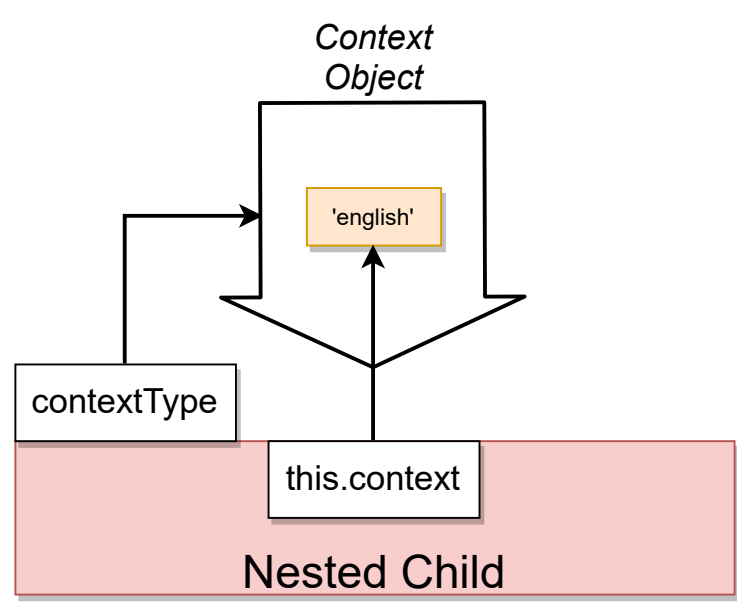 Context
Object
'english'
contextType
this.context
Nested Child